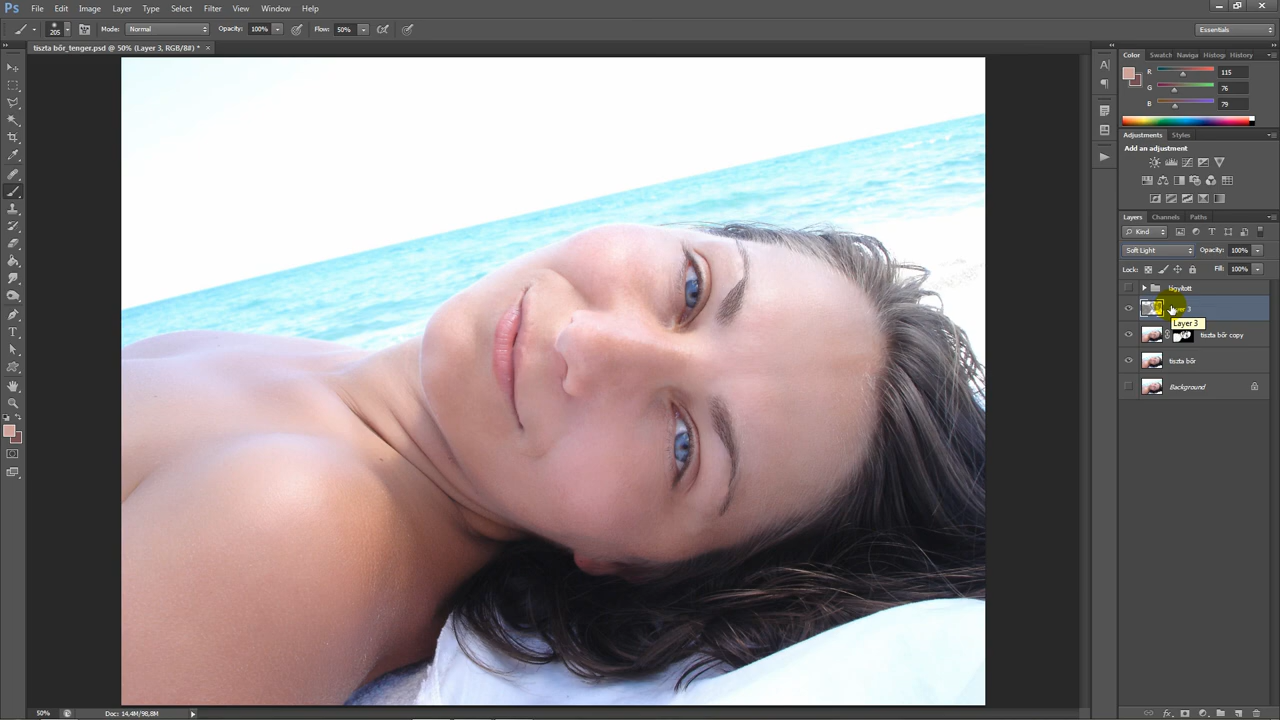 Ps File Edit Image Layer Type Select Filter View Window Help
205 Mode: Normal Opacity: 100% Flow: 50% Essentials
tiszta bőr_tenger.psd @ 50% (Layer 3, RGB/8#) * ×
Color Swatch Naviga Histog History
R 115
G 76
B 79
Adjustments Styles
Add an adjustment
Layers Channels Paths
Kind
Soft Light Opacity: 100%
Lock: Fill: 100%
lágyított
Layer 3
tiszta bőr copy
tiszta bőr
Background
50% Doc: 14,4M/98,8M